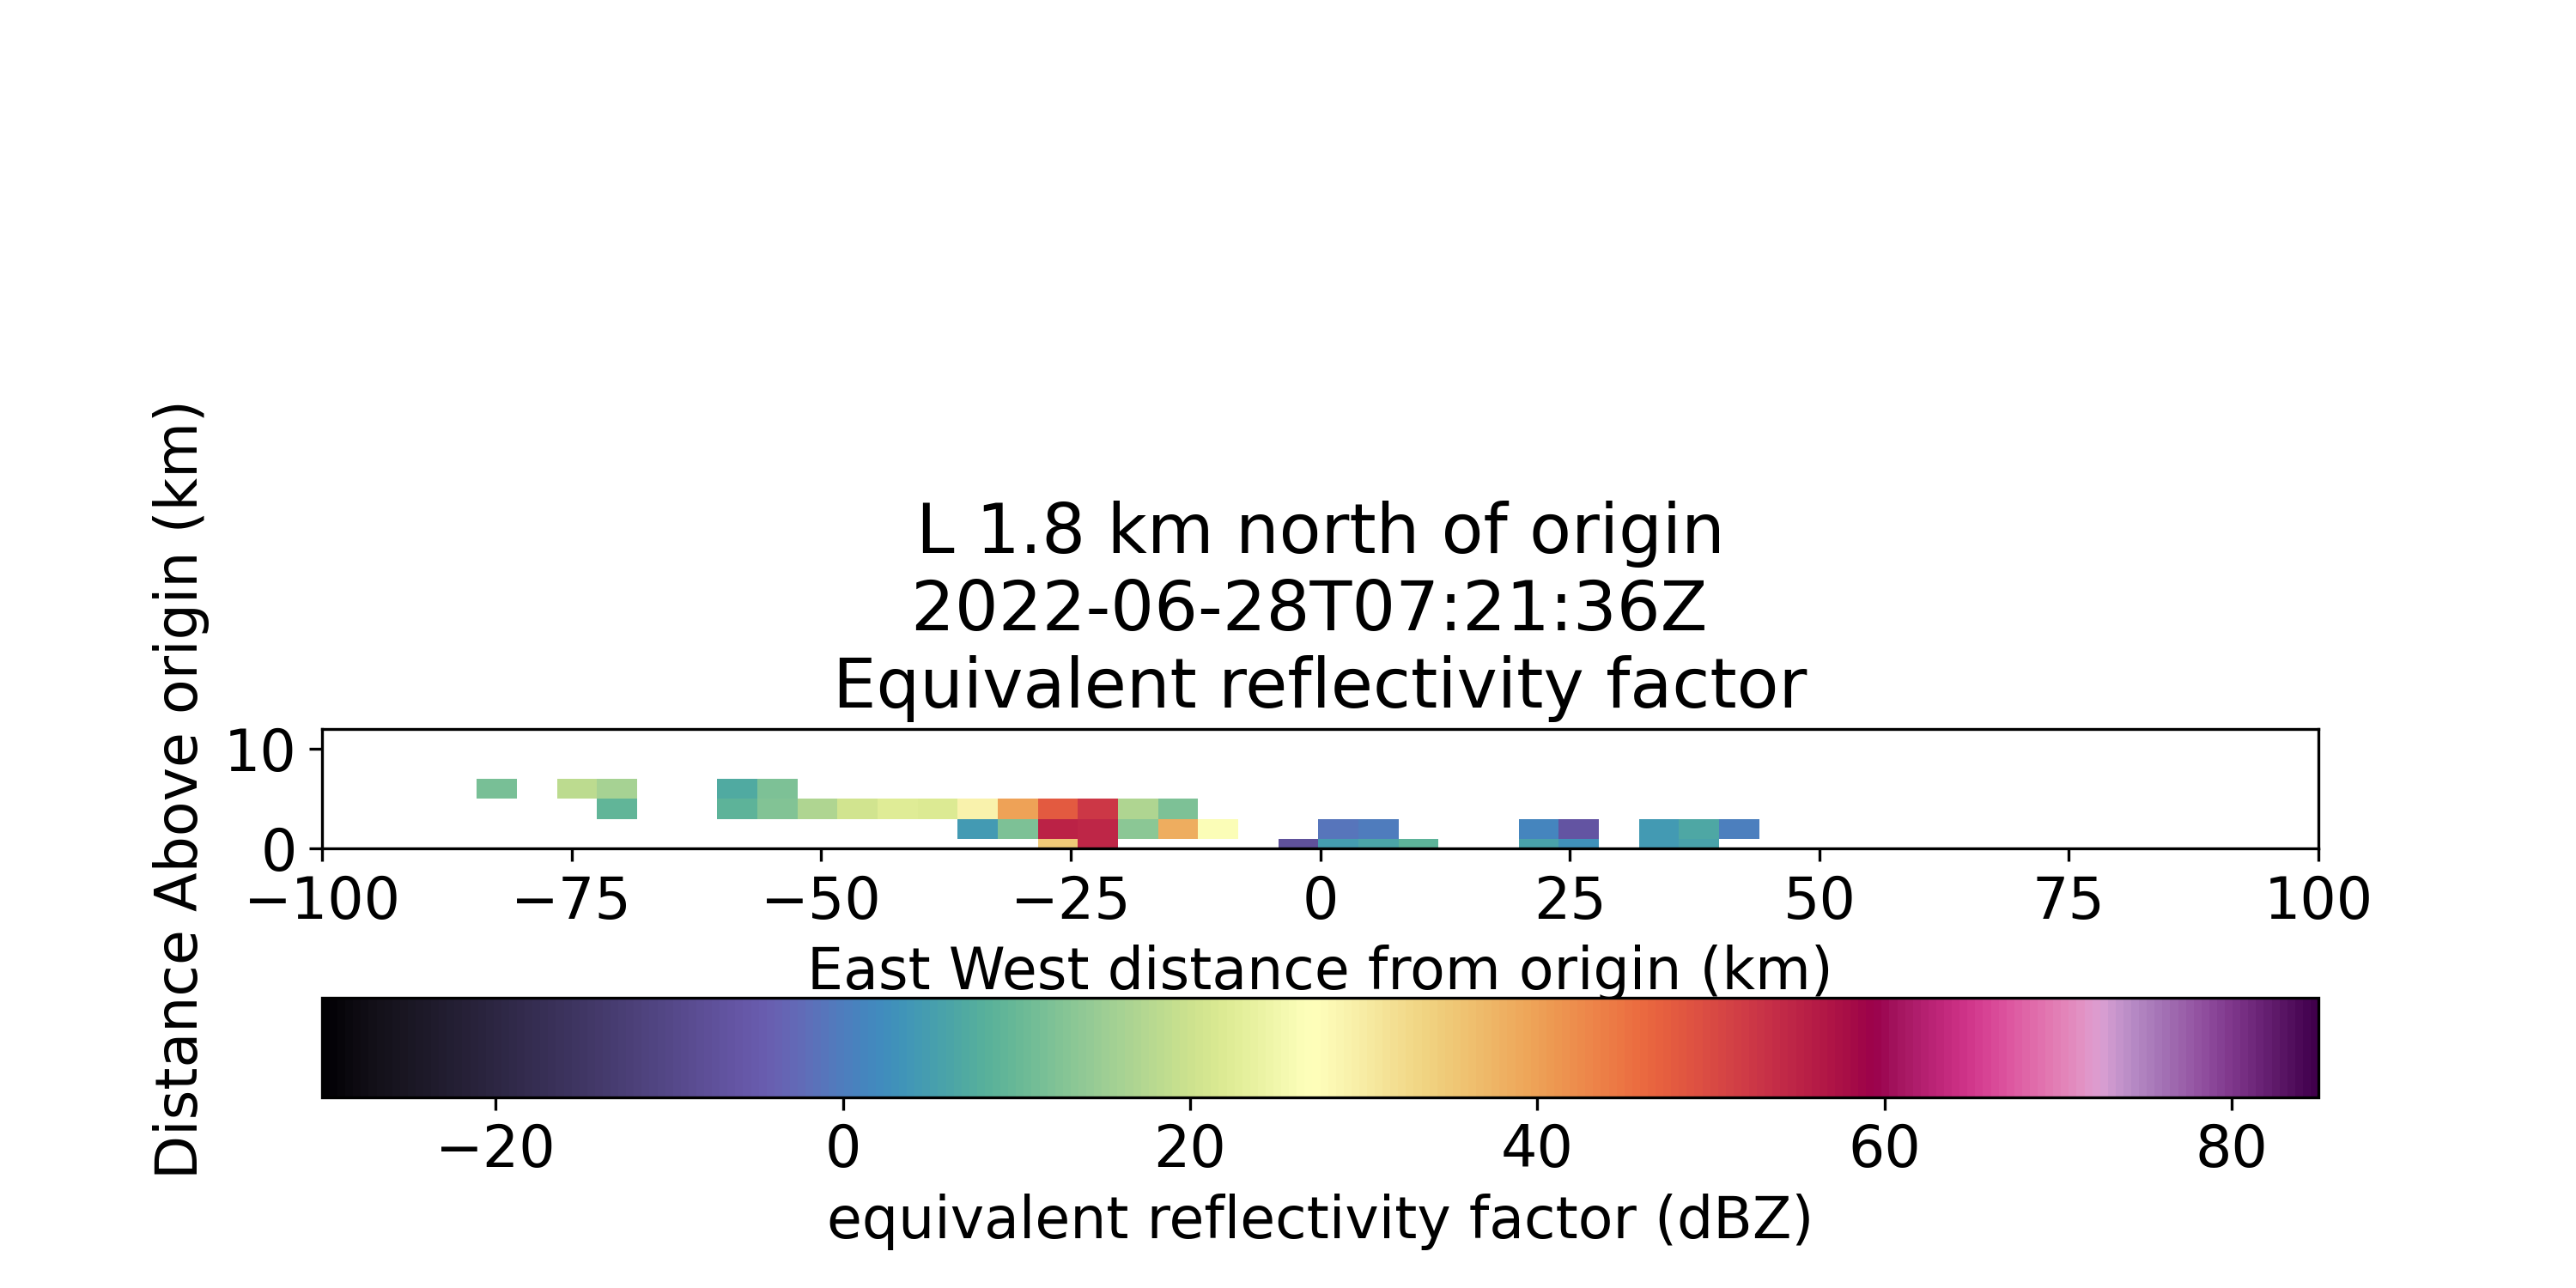 L 1.8 km north of origin
2022-06-28T07:21:36Z
Equivalent reflectivity factor
Distance Above origin (km)
10
0
−100 −75 −50 −25 0 25 50 75 100
East West distance from origin (km)
−20 0 20 40 60 80
equivalent reflectivity factor (dBZ)